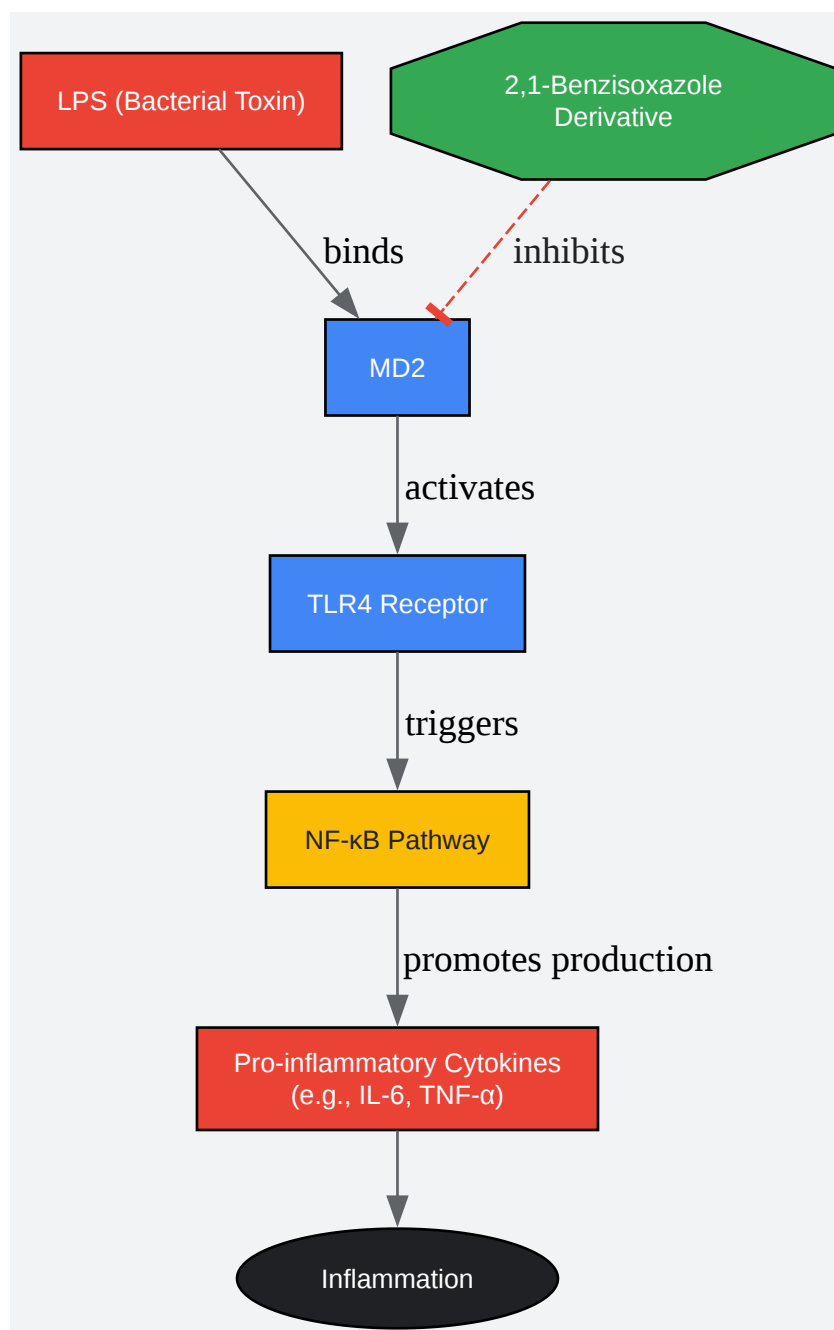 LPS (Bacterial Toxin)
2,1-Benzisoxazole
Derivative
binds
inhibits
MD2
activates
TLR4 Receptor
triggers
NF-κB Pathway
promotes production
Pro-inflammatory Cytokines
(e.g., IL-6, TNF-α)
Inflammation